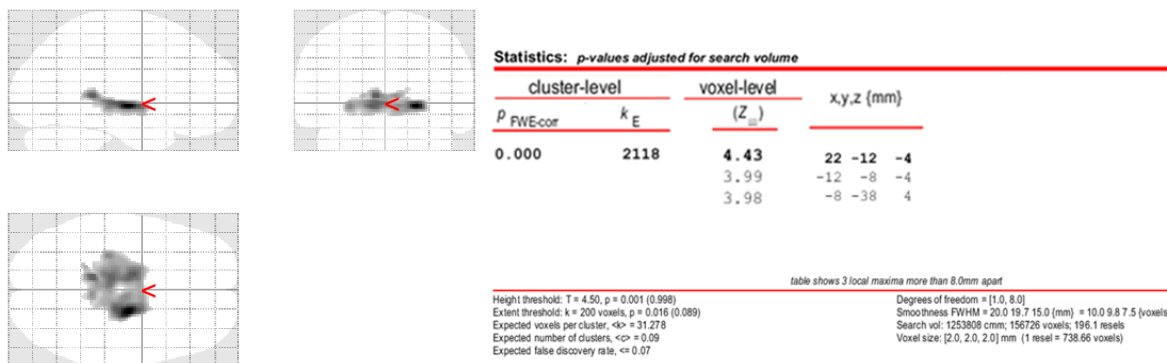 Statistics: p-values adjusted for search volume
cluster-level voxel-level x,y,z {mm}
p FWE-corr k E (Z≡)
0.000 2118 4.43 22 -12 -4
3.99 -12 -8 -4
3.98 -8 -38 4
table shows 3 local maxima more than 8.0mm apart
Height threshold: T = 4.50, p = 0.001 (0.998)
Extent threshold: k = 200 voxels, p = 0.016 (0.089)
Expected voxels per cluster, <k> = 31.278
Expected number of clusters, <c> = 0.09
Expected false discovery rate, <= 0.07
Degrees of freedom = [1.0, 8.0]
Smoothness FWHM = 20.0 19.7 15.0 {mm} = 10.0 9.8 7.5 {voxels
Search vol: 1253808 cmm; 156726 voxels; 196.1 resels
Voxel size: [2.0, 2.0, 2.0] mm (1 resel = 738.66 voxels)